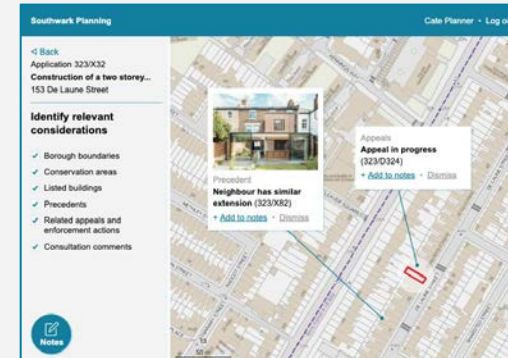 Southwark Planning
Cate Planner • Log
◁ Back
Application 323/X32
Construction of a two storey...
153 De Laune Street
Identify relevant
considerations
✓ Borough boundaries
✓ Conservation areas
✓ Listed buildings
✓ Precedents
✓ Related appeals and
enforcement actions
✓ Consultation comments
Notes
Precedent
Neighbour has similar
extension (323/X82)
+ Add to notes • Dismiss
Appeals
Appeal in progress
(323/D324)
+ Add to notes • Dismiss
50 m